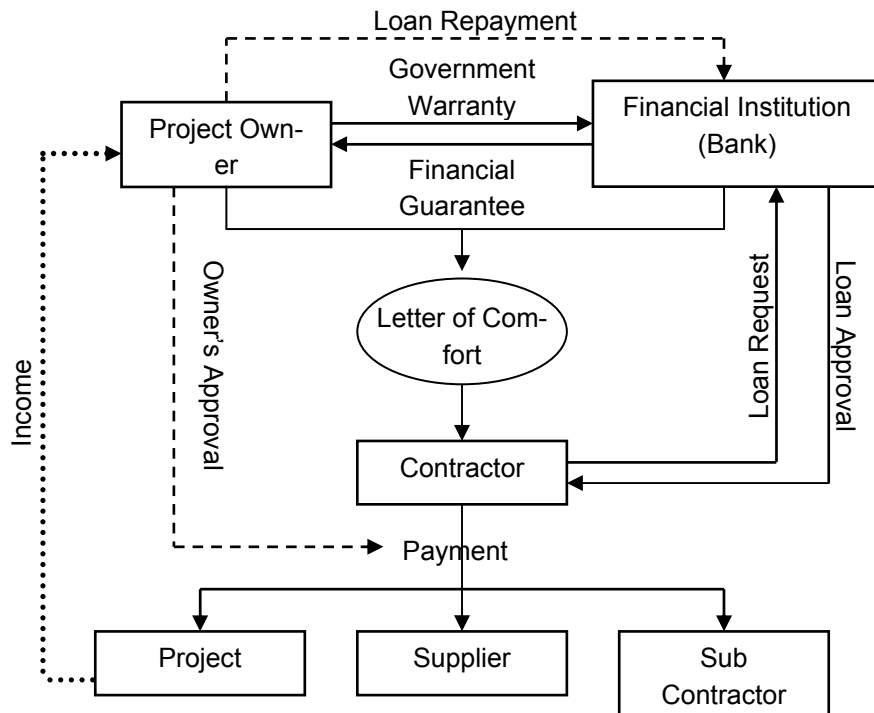 Loan Repayment
Government
Warranty
Project Own-
er
Financial Institution
(Bank)
Financial
Guarantee
Owner's Approval
Letter of Com-
fort
Loan Request
Loan Approval
Income
Contractor
Payment
Project
Supplier
Sub
Contractor